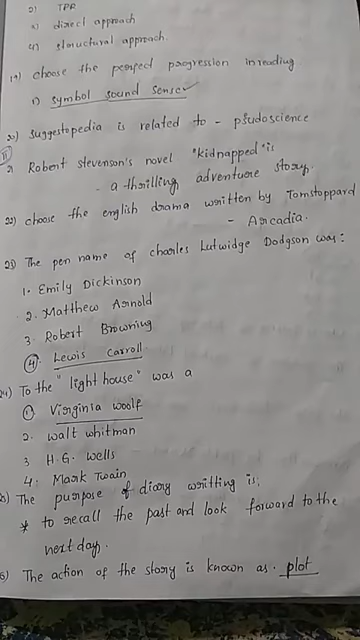 2) TPR
3) direct approach
4) structural approach.
19) choose the perfect progression in reading
1) symbol sound sense
20) suggestopedia is related to - psudoscience
Robert stevenson's novel "kidnapped" is
- a thrilling adventure story.
22) choose the english drama written by Tomstoppard
- Arcadia.
23) The pen name of charles Lutwidge Dodgson was:
1. Emily Dickinson
2. Matthew Arnold
3. Robert Browning
4. Lewis carroll
24) To the "light house" was a
1) Virginia woolf
2. walt whitman
3 H.G. wells
4: Mark Twain
The purpose of diary writting is,
* to recall the past and look forward to the
next day.
6) The action of the story is known as. plot